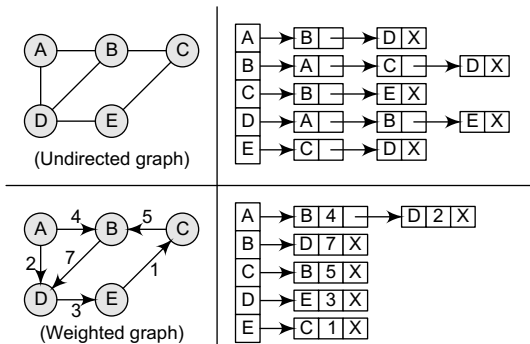 A B C
D E
(Undirected graph)
A B D X
B A C D X
C B E X
D A B E X
E C D X
A 4 B 5 C
2 7 1
D 3 E
(Weighted graph)
A B 4 D 2 X
B D 7 X
C B 5 X
D E 3 X
E C 1 X